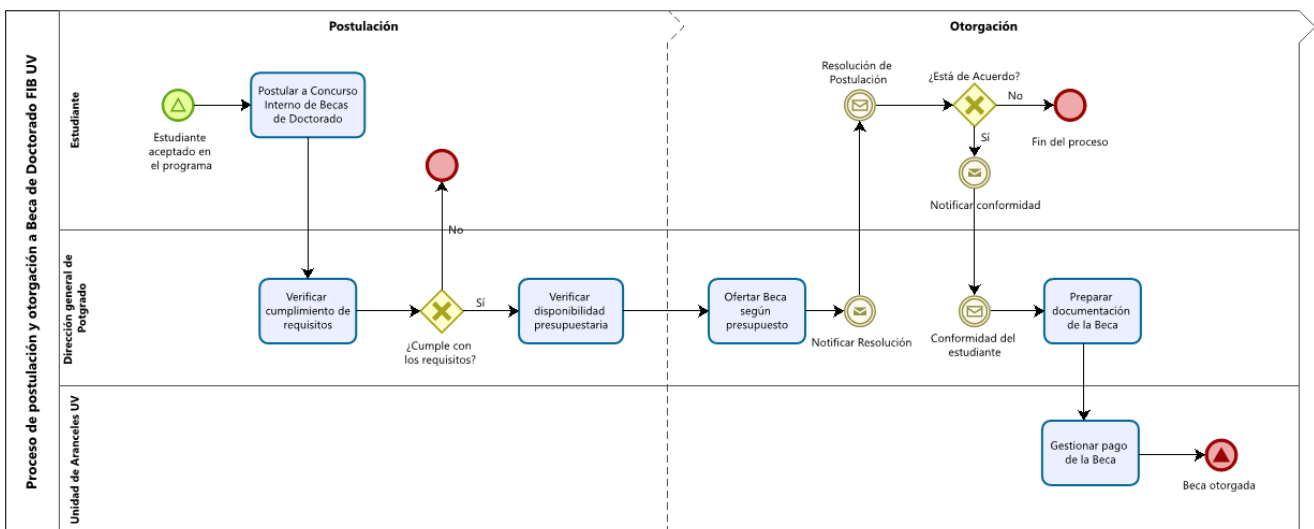 Proceso de postulación y otorgación a Beca de Doctorado FIB UV
Postulación
Otorgación
Estudiante
Estudiante
aceptado en
el programa
Postular a Concurso
Interno de Becas
de Doctorado
Resolución de
Postulación
¿Está de Acuerdo?
No
Fin del proceso
Sí
Notificar conformidad
No
Dirección general de
Potgrado
Verificar
cumplimiento de
requisitos
¿Cumple con
los requisitos?
Sí
Verificar
disponibilidad
presupuestaria
Ofertar Beca
según
presupuesto
Notificar Resolución
Conformidad del
estudiante
Preparar
documentación
de la Beca
Unidad de Aranceles UV
Gestionar pago
de la Beca
Beca otorgada